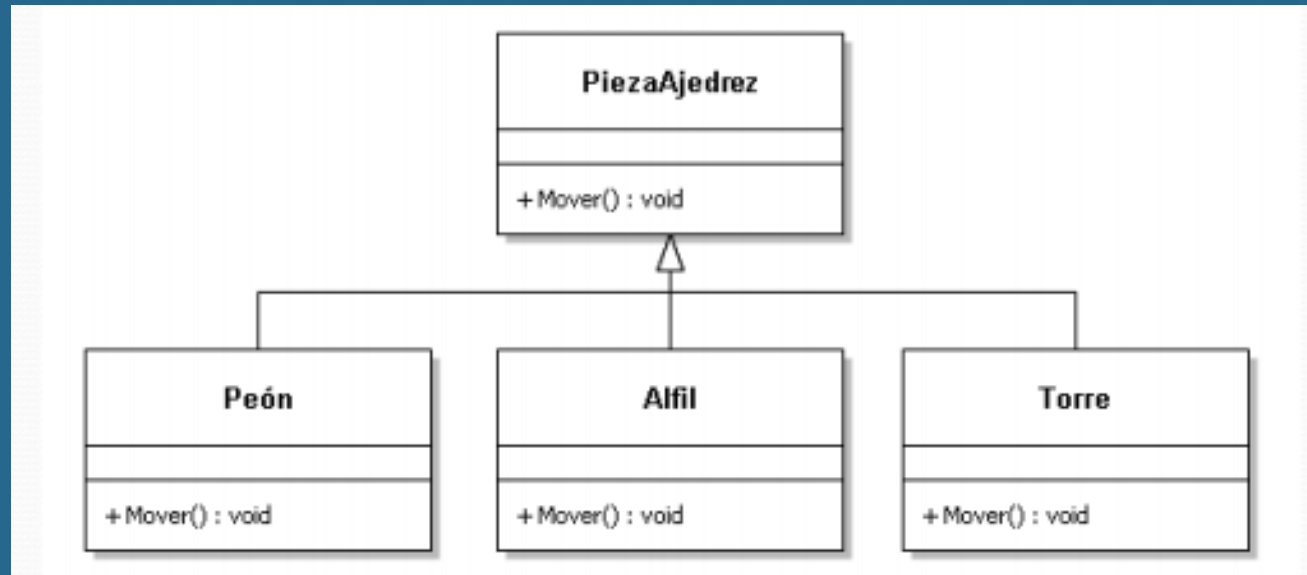 PiezaAjedrez
+ Mover() : void
Peón
+ Mover() : void
Alfil
+ Mover() : void
Torre
+ Mover() : void